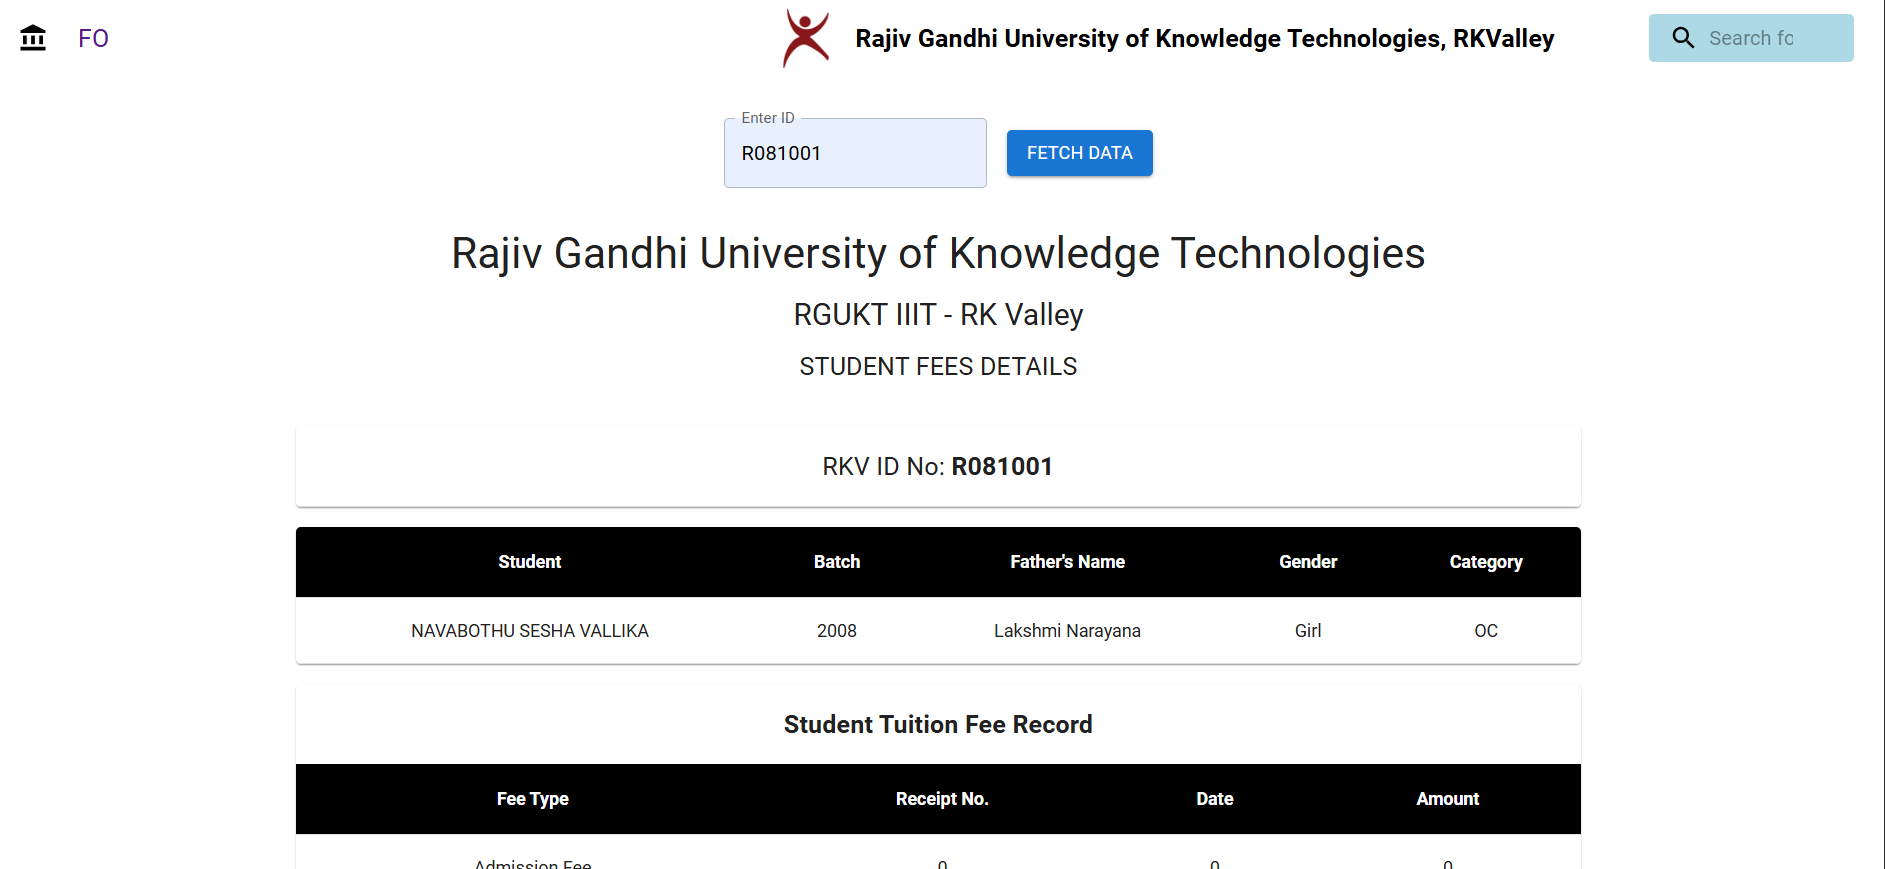 FO
Rajiv Gandhi University of Knowledge Technologies, RKValley
Search fo
Enter ID
R081001
FETCH DATA
Rajiv Gandhi University of Knowledge Technologies
RGUKT IIIT - RK Valley
STUDENT FEES DETAILS
RKV ID No: R081001
Student Batch Father's Name Gender Category
NAVABOTHU SESHA VALLIKA 2008 Lakshmi Narayana Girl OC
Student Tuition Fee Record
Fee Type Receipt No. Date Amount
Admission Fee 0 0 0